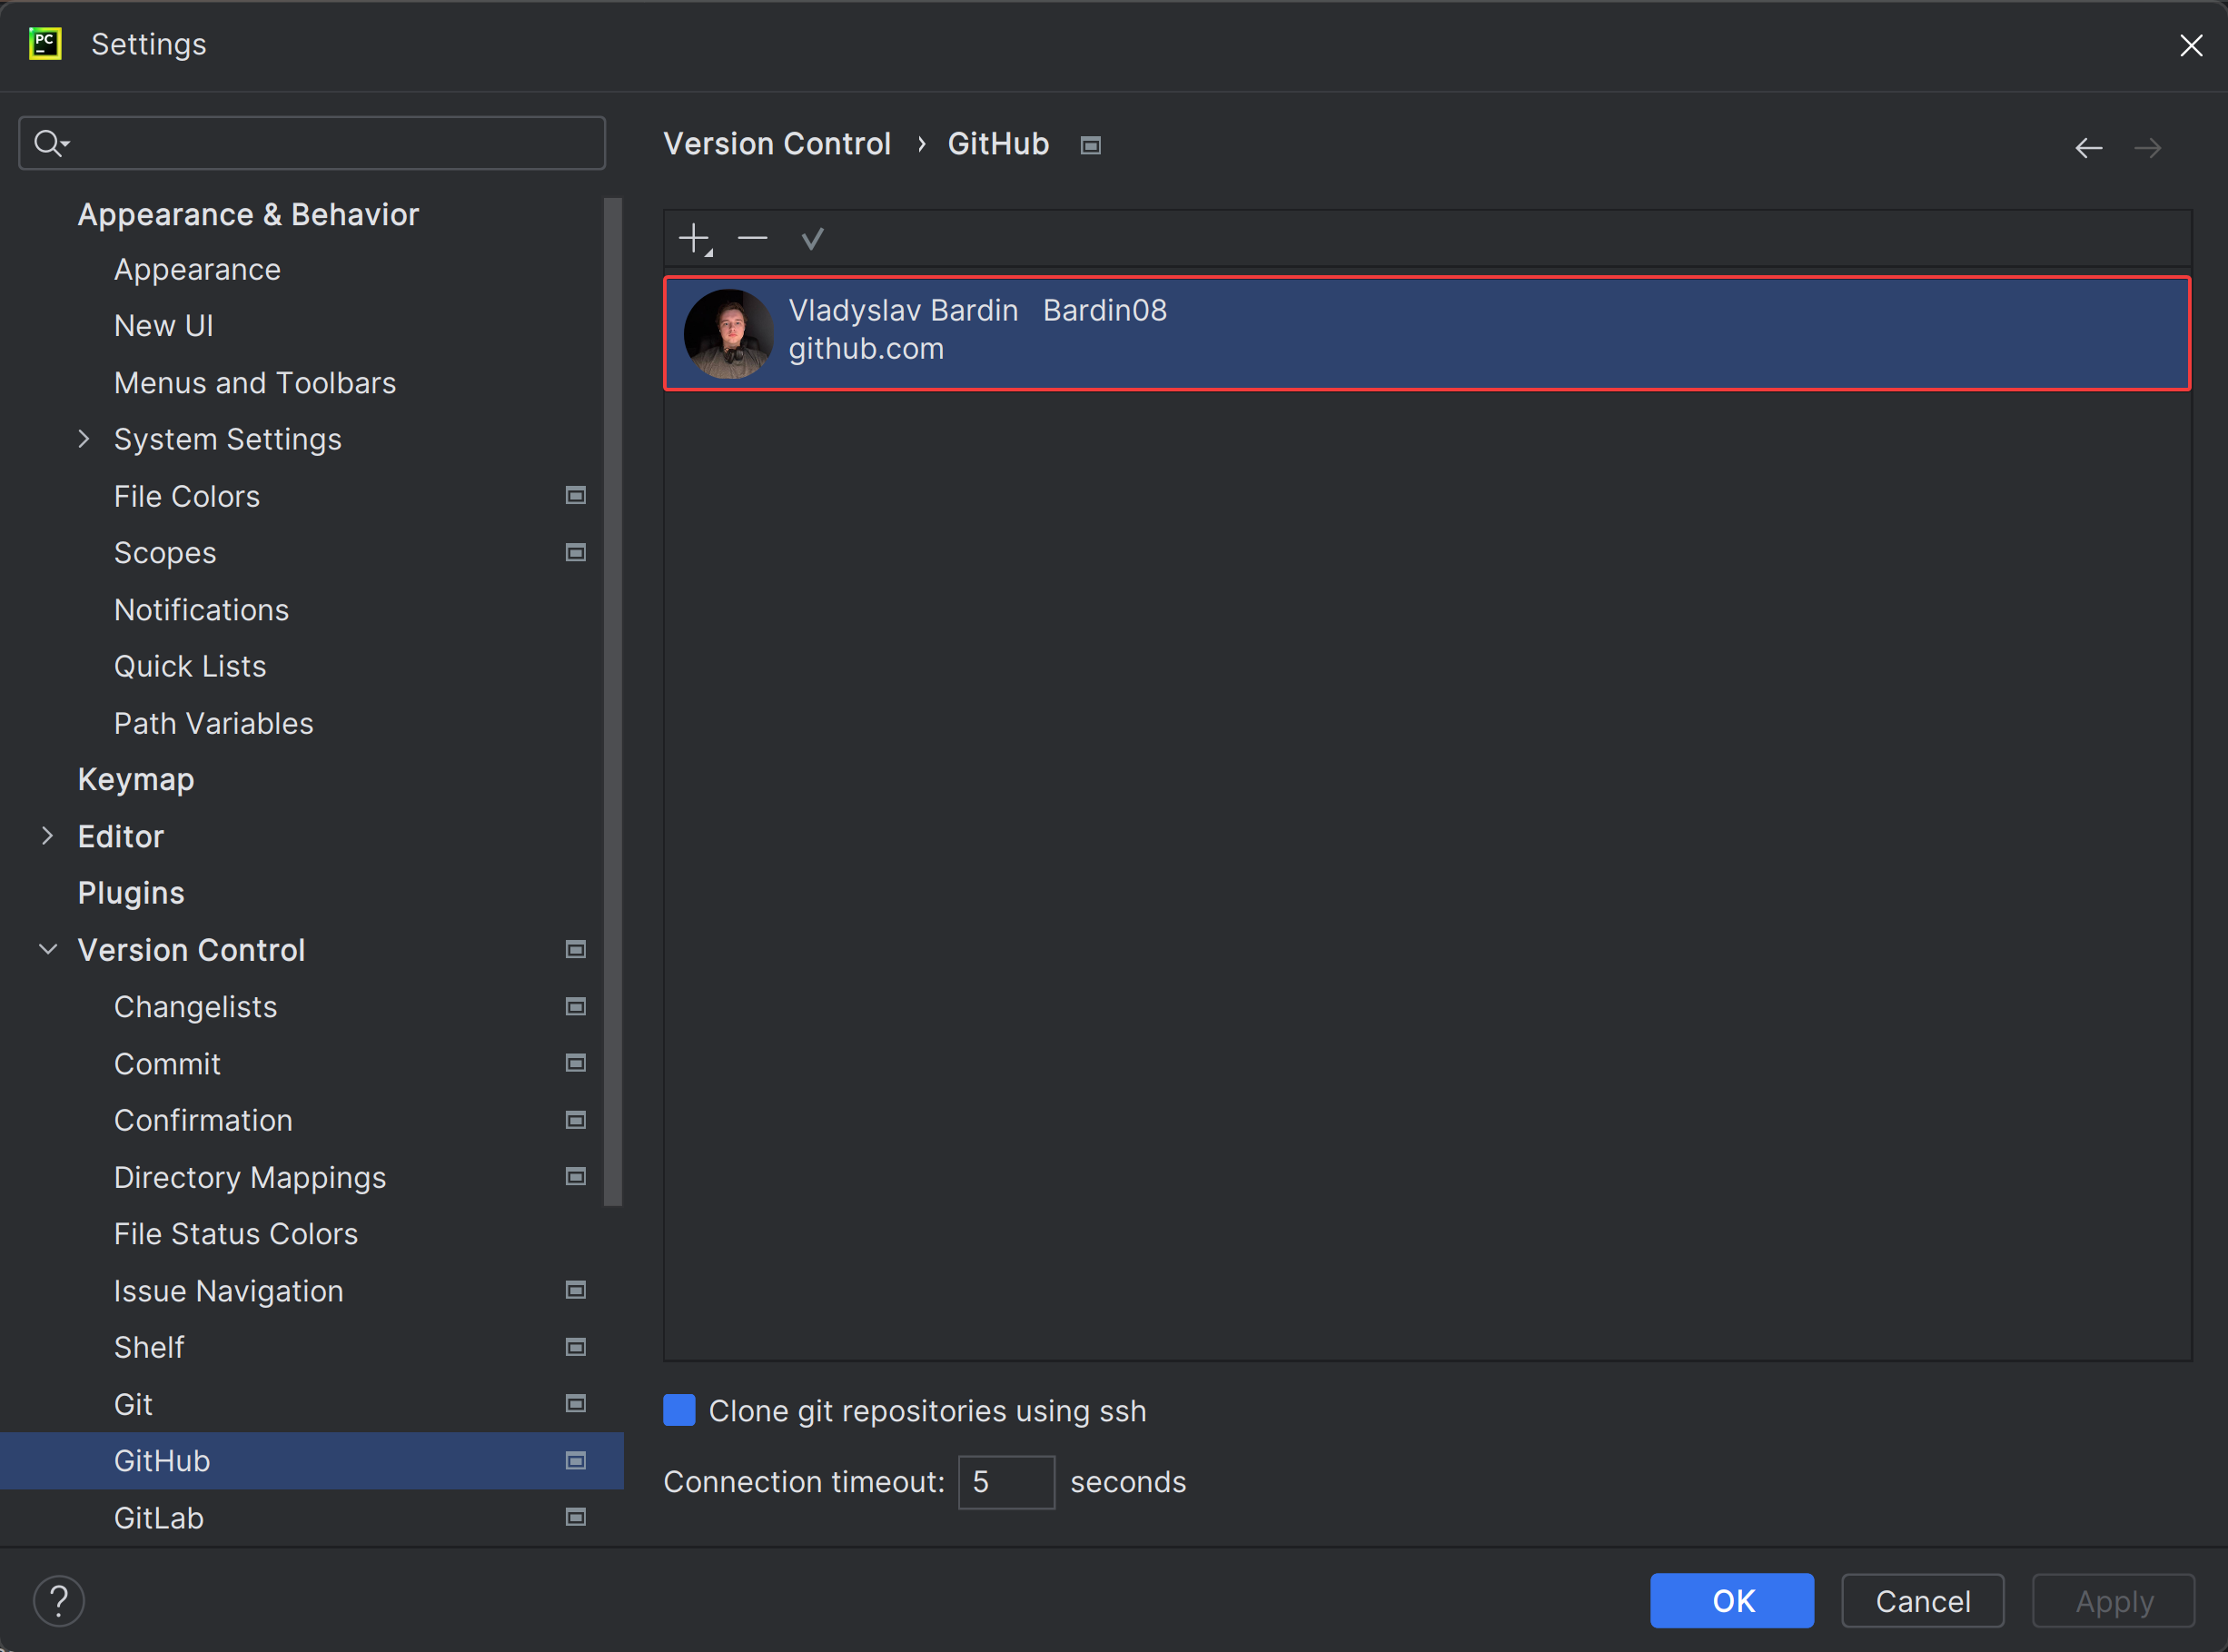 PC
Settings
Appearance & Behavior
Appearance
New UI
Menus and Toolbars
System Settings
File Colors
Scopes
Notifications
Quick Lists
Path Variables
Keymap
Editor
Plugins
Version Control
Changelists
Commit
Confirmation
Directory Mappings
File Status Colors
Issue Navigation
Shelf
Git
GitHub
GitLab
Version Control › GitHub
Vladyslav Bardin Bardin08
github.com
Clone git repositories using ssh
Connection timeout: 5 seconds
?
OK Cancel Apply